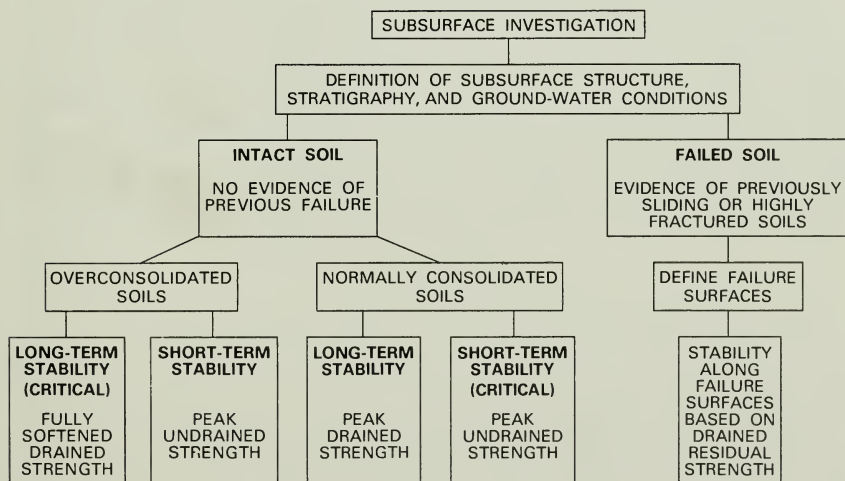 SUBSURFACE INVESTIGATION
DEFINITION OF SUBSURFACE STRUCTURE,
STRATIGRAPHY, AND GROUND-WATER CONDITIONS
INTACT SOIL
NO EVIDENCE OF
PREVIOUS FAILURE
FAILED SOIL
EVIDENCE OF PREVIOUSLY
SLIDING OR HIGHLY
FRACTURED SOILS
OVERCONSOLIDATED
SOILS
NORMALLY CONSOLIDATED
SOILS
DEFINE FAILURE
SURFACES
LONG-TERM
STABILITY
(CRITICAL)
FULLY
SOFTENED
DRAINED
STRENGTH
SHORT-TERM
STABILITY
PEAK
UNDRAINED
STRENGTH
LONG-TERM
STABILITY
PEAK
DRAINED
STRENGTH
SHORT-TERM
STABILITY
(CRITICAL)
PEAK
UNDRAINED
STRENGTH
STABILITY
ALONG
FAILURE
SURFACES
BASED ON
DRAINED
RESIDUAL
STRENGTH